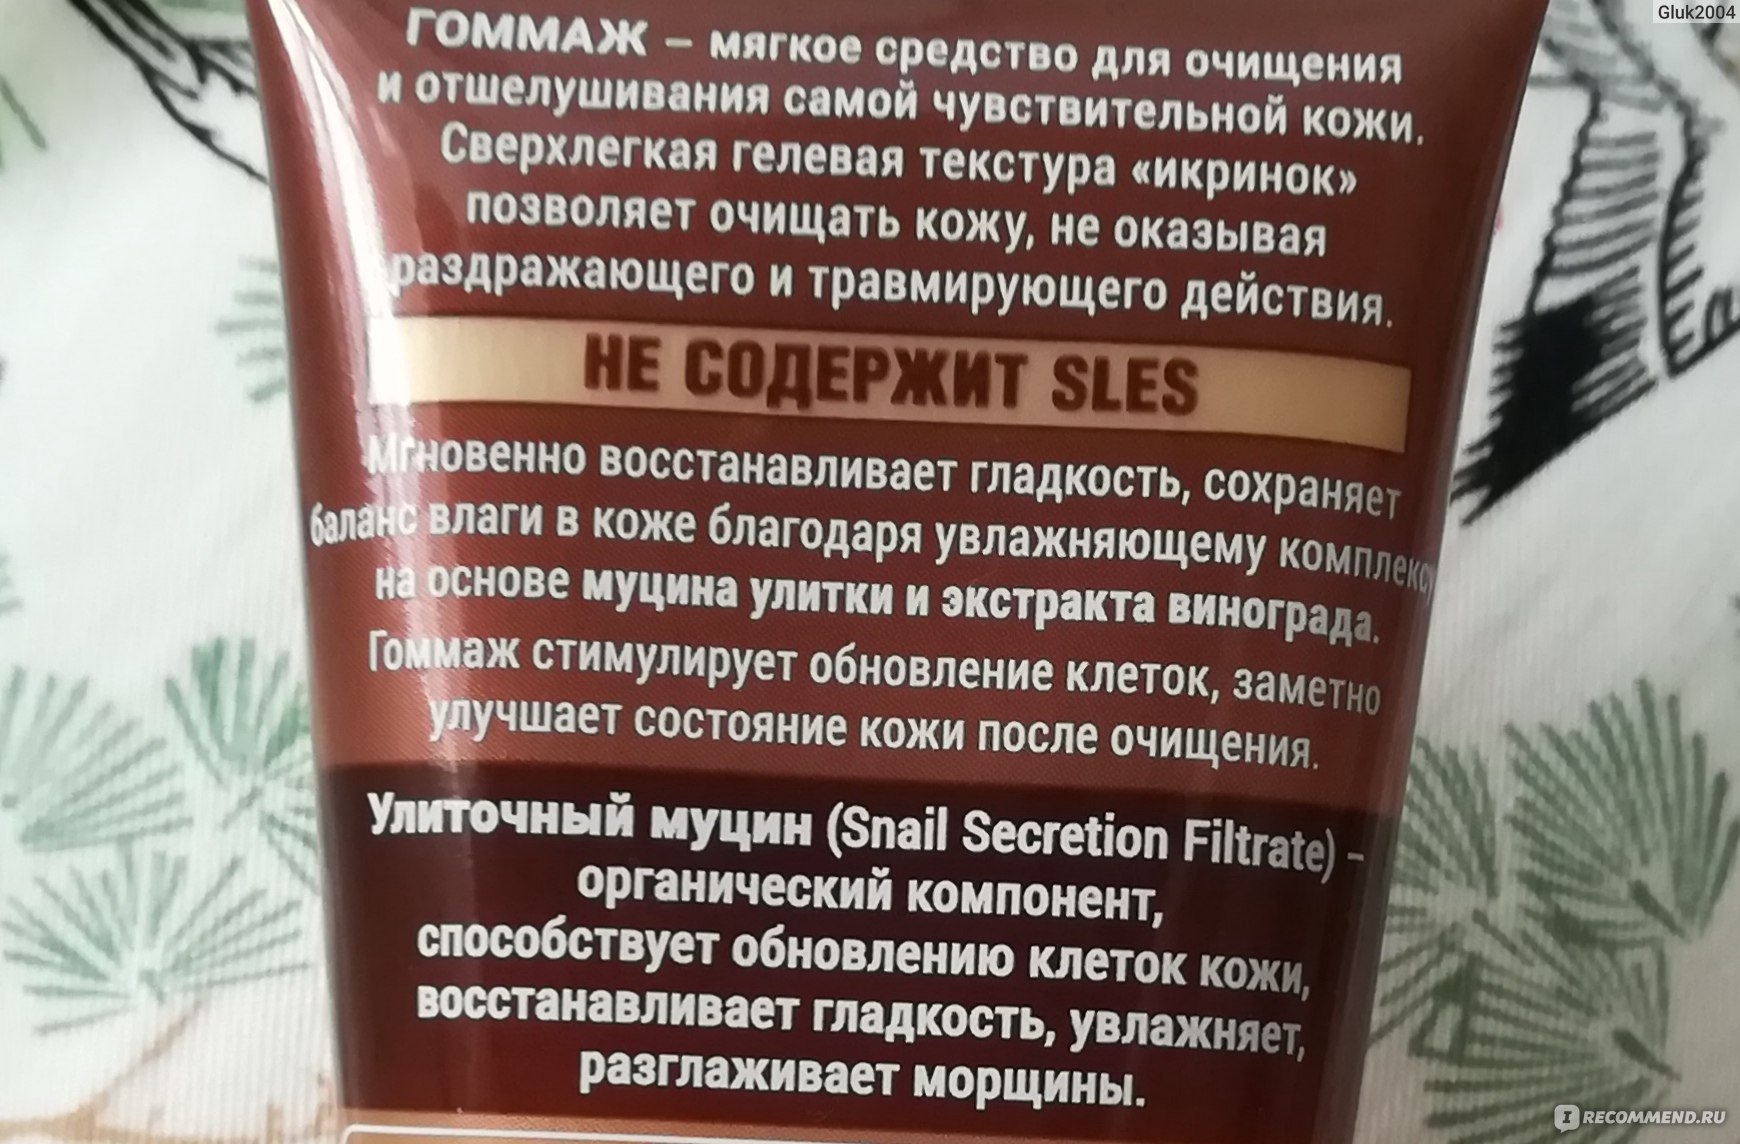 Gluk2004
ГОММАЖ – мягкое средство для очищения
и отшелушивания самой чувствительной кожи.
Сверхлегкая гелевая текстура «икринок»
позволяет очищать кожу, не оказывая
раздражающего и травмирующего действия.
НЕ СОДЕРЖИТ SLES
Мгновенно восстанавливает гладкость, сохраняет
баланс влаги в коже благодаря увлажняющему комплексу
на основе муцина улитки и экстракта винограда.
Гоммаж стимулирует обновление клеток, заметно
улучшает состояние кожи после очищения.
Улиточный муцин (Snail Secretion Filtrate) –
органический компонент,
способствует обновлению клеток кожи,
восстанавливает гладкость, увлажняет,
разглаживает морщины.
IRECOMMEND.RU